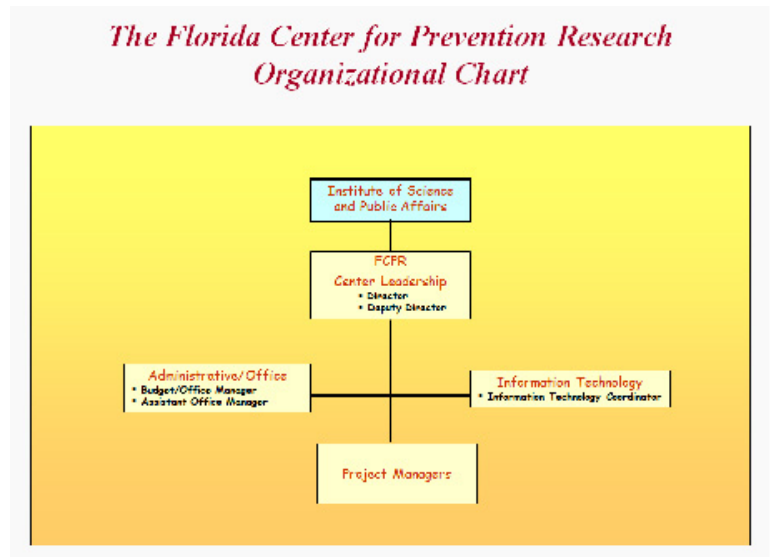 The Florida Center for Prevention Research
Organizational Chart
Institute of Science
and Public Affairs
FCPR
Center Leadership
• Director
• Deputy Director
Administrative/Office
• Budget/Office Manager
• Assistant Office Manager
Information Technology
• Information Technology Coordinator
Project Managers